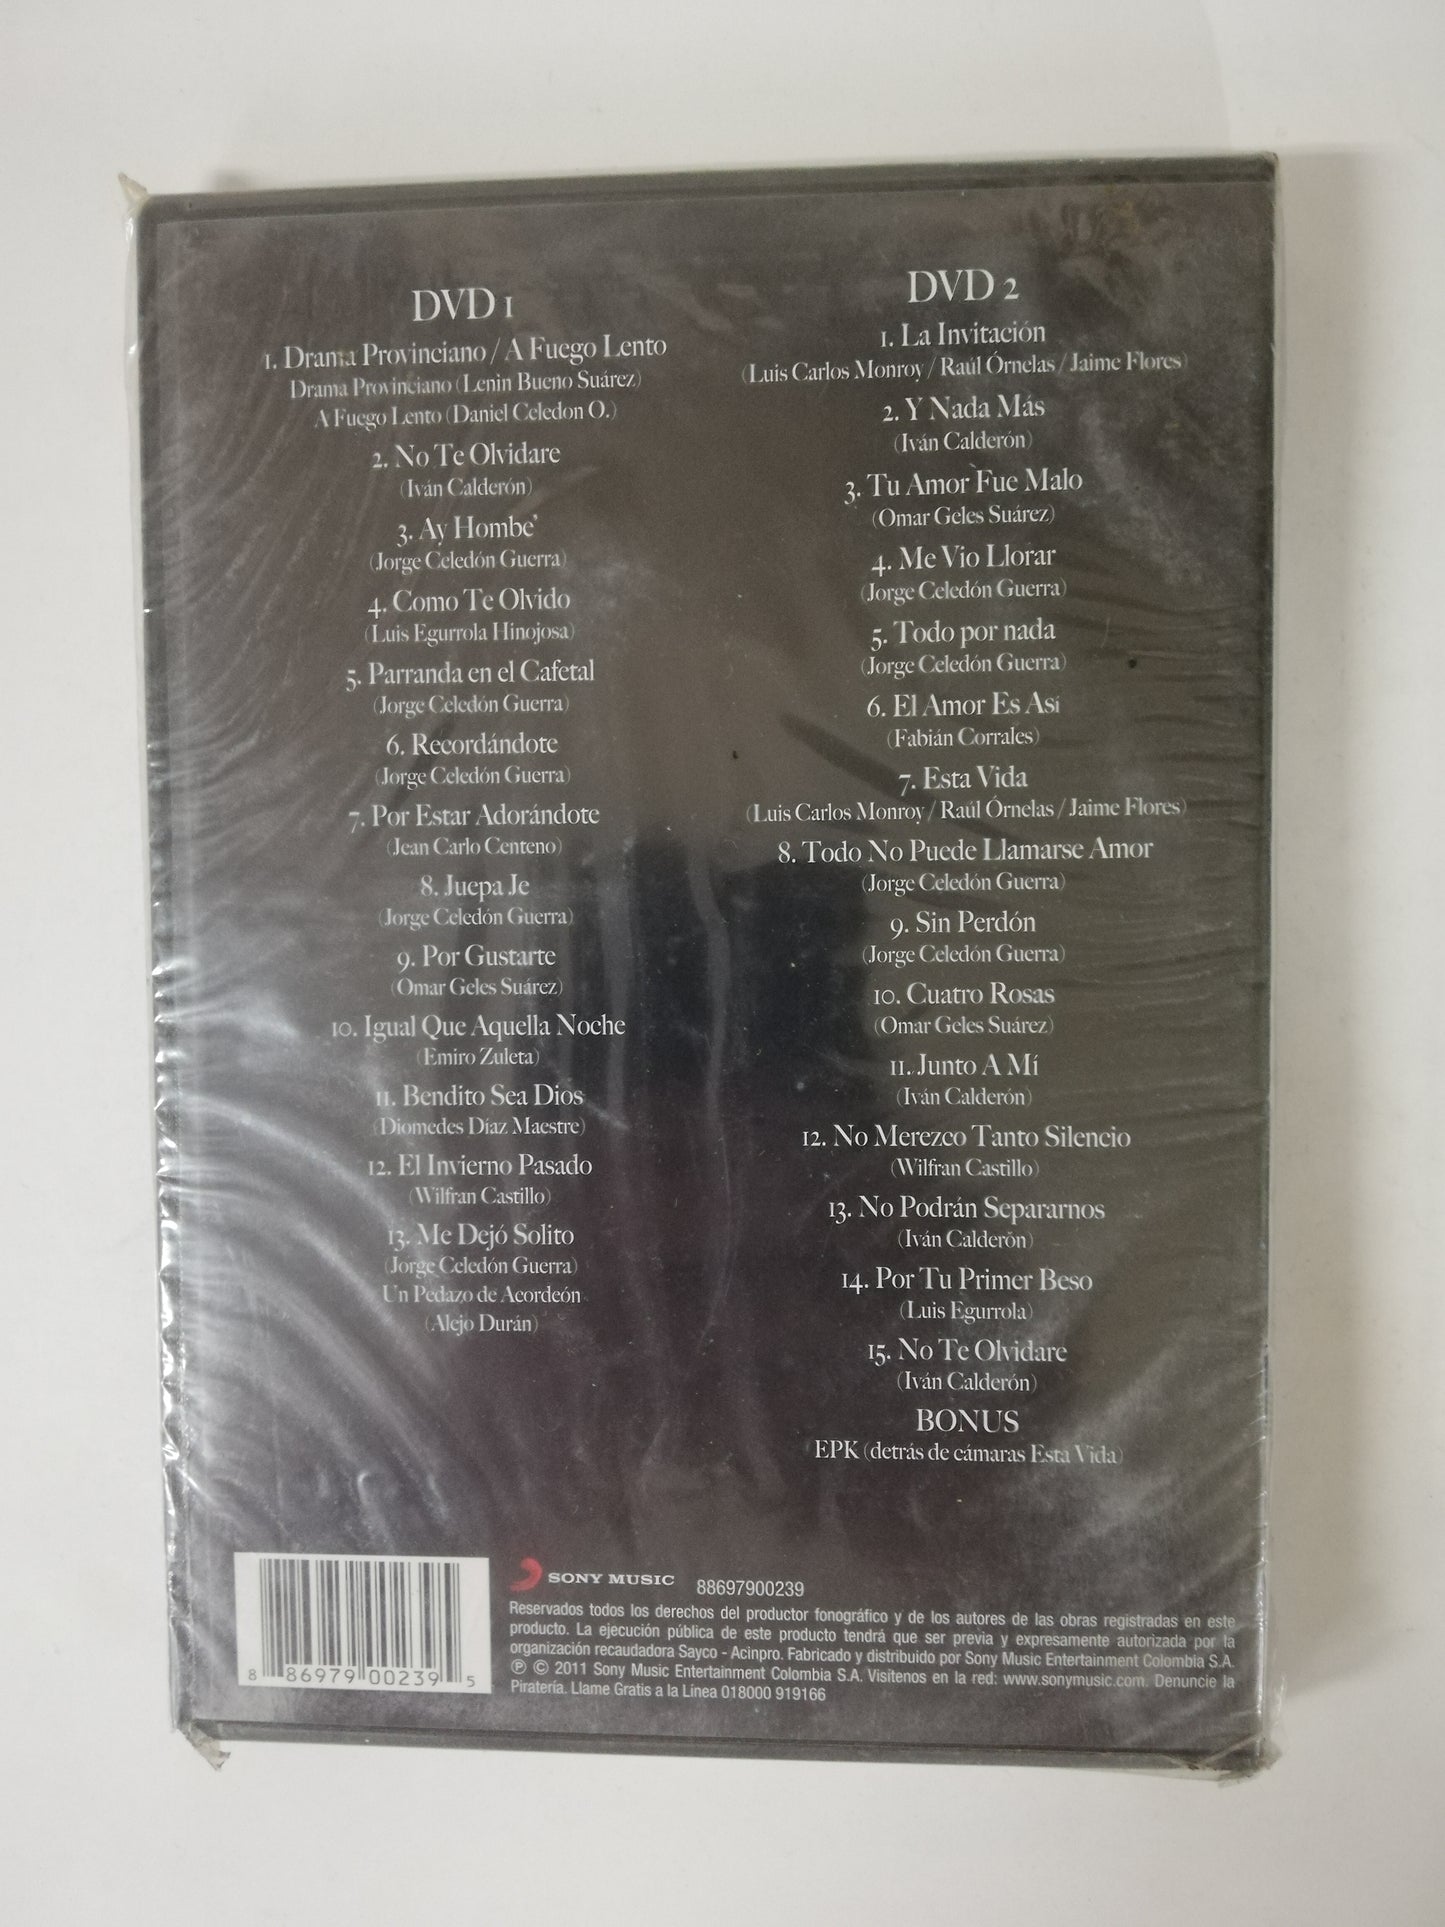 DVD 1
1. Drama Provinciano / A Fuego Lento
Drama Provinciano (Lenin Bueno Suárez)
A Fuego Lento (Daniel Celedon O.)
2. No Te Olvidare
(Iván Calderón)
3. Ay Hombe'
(Jorge Celedón Guerra)
4. Como Te Olvido
(Luis Egurrola Hinojosa)
5. Parranda en el Cafetal
(Jorge Celedón Guerra)
6. Recordándote
(Jorge Celedón Guerra)
7. Por Estar Adorándote
(Jean Carlo Centeno)
8. Juepa Je
(Jorge Celedón Guerra)
9. Por Gustarte
(Omar Geles Suárez)
10. Igual Que Aquella Noche
(Emiro Zuleta)
11. Bendito Sea Dios
(Diomedes Díaz Maestre)
12. El Invierno Pasado
(Wilfran Castillo)
13. Me Dejó Solito
(Jorge Celedón Guerra)
Un Pedazo de Acordeón
(Alejo Durán)
DVD 2
1. La Invitación
(Luis Carlos Monroy / Raúl Órnelas / Jaime Flores)
2. Y Nada Más
(Iván Calderón)
3. Tu Amor Fue Malo
(Omar Geles Suárez)
4. Me Vio Llorar
(Jorge Celedón Guerra)
5. Todo por nada
(Jorge Celedón Guerra)
6. El Amor Es Así
(Fabián Corrales)
7. Esta Vida
(Luis Carlos Monroy / Raúl Órnelas / Jaime Flores)
8. Todo No Puede Llamarse Amor
(Jorge Celedón Guerra)
9. Sin Perdón
(Jorge Celedón Guerra)
10. Cuatro Rosas
(Omar Geles Suárez)
11. Junto A Mí
(Iván Calderón)
12. No Merezco Tanto Silencio
(Wilfran Castillo)
13. No Podrán Separarnos
(Iván Calderón)
14. Por Tu Primer Beso
(Luis Egurrola)
15. No Te Olvidare
(Iván Calderón)
BONUS
EPK (detrás de cámaras Esta Vida)
8 86979 00239 5
SONY MUSIC 88697900239
Reservados todos los derechos del productor fonográfico y de los autores de las obras registradas en este
producto. La ejecución pública de este producto tendrá que ser previa y expresamente autorizada por la
organización recaudadora Sayco - Acinpro. Fabricado y distribuido por Sony Music Entertainment Colombia S.A.
℗ © 2011 Sony Music Entertainment Colombia S.A. Visitenos en la red: www.sonymusic.com. Denuncie la
Piratería. Llame Gratis a la Línea 018000 919166